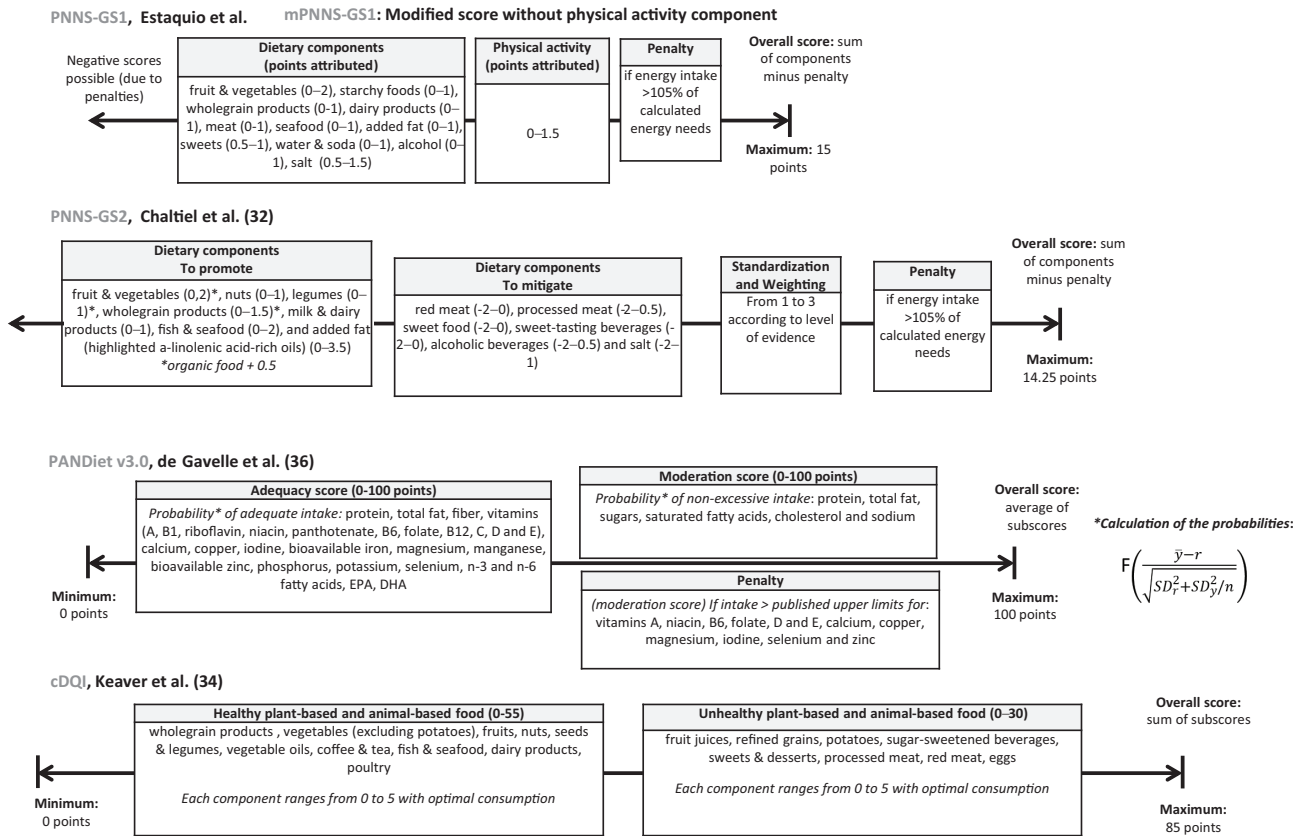 PNNS-GS1, Estaquio et al.
mPNNS-GS1: Modified score without physical activity component
Negative scores
possible (due to
penalties)
Dietary components
(points attributed)
fruit & vegetables (0–2), starchy foods (0–1),
wholegrain products (0-1), dairy products (0–
1), meat (0-1), seafood (0–1), added fat (0–1),
sweets (0.5–1), water & soda (0–1), alcohol (0–
1), salt (0.5–1.5)
Physical activity
(points attributed)
0–1.5
Penalty
if energy intake
>105% of
calculated
energy needs
Overall score: sum
of components
minus penalty
Maximum: 15
points
PNNS-GS2, Chaltiel et al. (32)
Dietary components
To promote
fruit & vegetables (0,2)*, nuts (0–1), legumes (0–
1)*, wholegrain products (0–1.5)*, milk & dairy
products (0–1), fish & seafood (0–2), and added fat
(highlighted a-linolenic acid-rich oils) (0–3.5)
*organic food + 0.5
Dietary components
To mitigate
red meat (-2–0), processed meat (-2–0.5),
sweet food (-2–0), sweet-tasting beverages (-
2–0), alcoholic beverages (-2–0.5) and salt (-2–
1)
Standardization
and Weighting
From 1 to 3
according to level
of evidence
Penalty
if energy intake
>105% of
calculated energy
needs
Overall score: sum
of components
minus penalty
Maximum:
14.25 points
PANDiet v3.0, de Gavelle et al. (36)
Minimum:
0 points
Adequacy score (0-100 points)
Probability* of adequate intake: protein, total fat, fiber, vitamins
(A, B1, riboflavin, niacin, panthotenate, B6, folate, B12, C, D and E),
calcium, copper, iodine, bioavailable iron, magnesium, manganese,
bioavailable zinc, phosphorus, potassium, selenium, n-3 and n-6
fatty acids, EPA, DHA
Moderation score (0-100 points)
Probability* of non-excessive intake: protein, total fat,
sugars, saturated fatty acids, cholesterol and sodium
Penalty
(moderation score) If intake > published upper limits for:
vitamins A, niacin, B6, folate, D and E, calcium, copper,
magnesium, iodine, selenium and zinc
Overall score:
average of
subscores
Maximum:
100 points
*Calculation of the probabilities:
F(ȳ−r / √(SD_r^2+SD_y^2/n))
cDQI, Keaver et al. (34)
Minimum:
0 points
Healthy plant-based and animal-based food (0-55)
wholegrain products , vegetables (excluding potatoes), fruits, nuts, seeds
& legumes, vegetable oils, coffee & tea, fish & seafood, dairy products,
poultry
Each component ranges from 0 to 5 with optimal consumption
Unhealthy plant-based and animal-based food (0–30)
fruit juices, refined grains, potatoes, sugar-sweetened beverages,
sweets & desserts, processed meat, red meat, eggs
Each component ranges from 0 to 5 with optimal consumption
Overall score:
sum of subscores
Maximum:
85 points